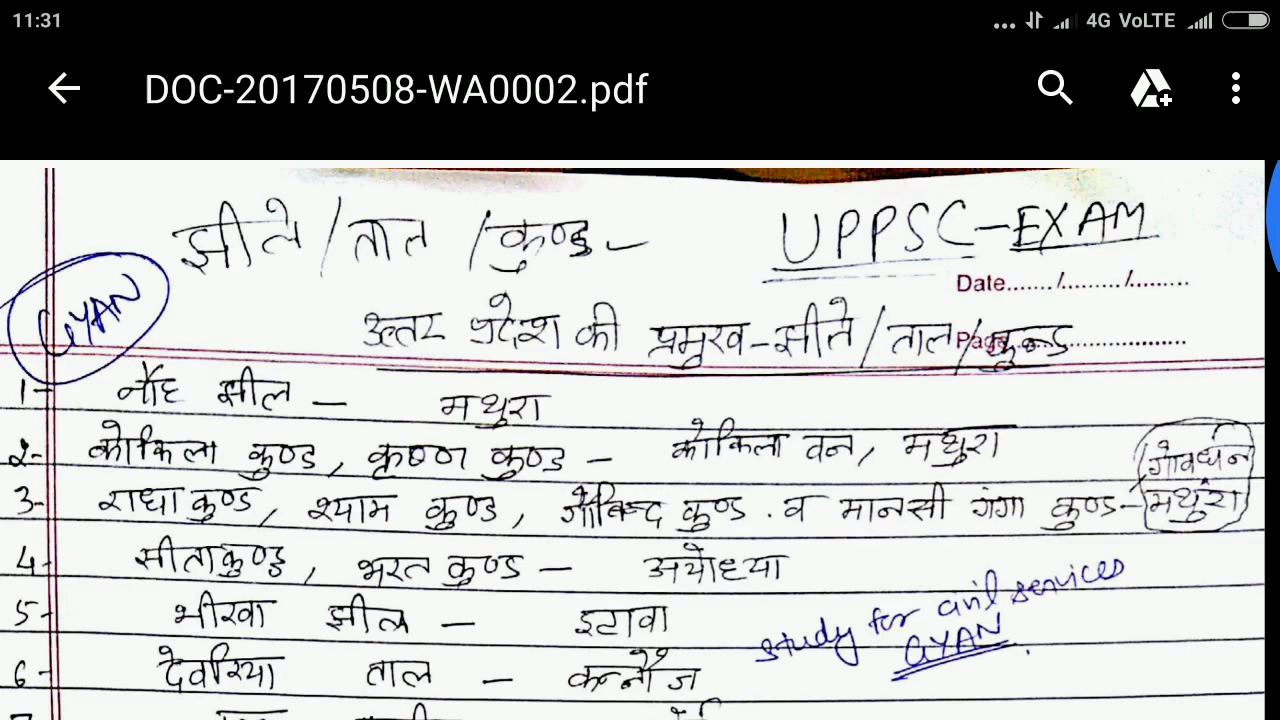 11:31 ... 4G VoLTE
DOC-20170508-WA0002.pdf
झीले/ताल/कुण्ड- UPPSC-EXAM
Date......./........./.........
GYAN
उत्तर प्रदेश की प्रमुख-झीले/ताल/कुण्ड
Page
1- नौह झील - मथुरा
2- कोकिला कुण्ड, कृष्ण कुण्ड - कोकिला वन, मथुरा
3- राधाकुण्ड, श्याम कुण्ड, गोविन्द कुण्ड व मानसी गंगा कुण्ड- गोवर्धन मथुरा
4- सीताकुण्ड, भरत कुण्ड - अयोध्या
5- भीखा झील - इटावा
study for civil services
GYAN
6- देवरिया ताल - कन्नौज